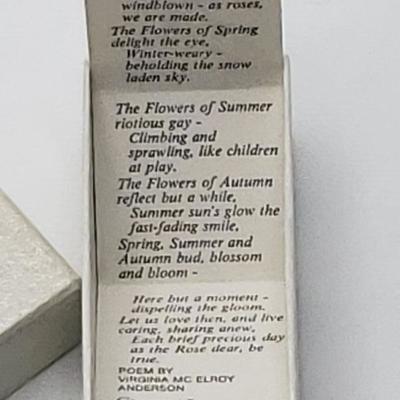 windblown - as roses,
we are made.
The Flowers of Spring
delight the eye,
Winter-weary -
beholding the snow
laden sky.
The Flowers of Summer
riotious gay -
Climbing and
sprawling, like children
at play.
The Flowers of Autumn
reflect but a while,
Summer sun's glow the
fast-fading smile,
Spring, Summer and
Autumn bud, blossom
and bloom -
Here but a moment -
dispelling the gloom.
Let us love then, and live
caring, sharing anew,
Each brief precious day
as the Rose dear, be
true.
POEM BY
VIRGINIA MC ELROY
ANDERSON